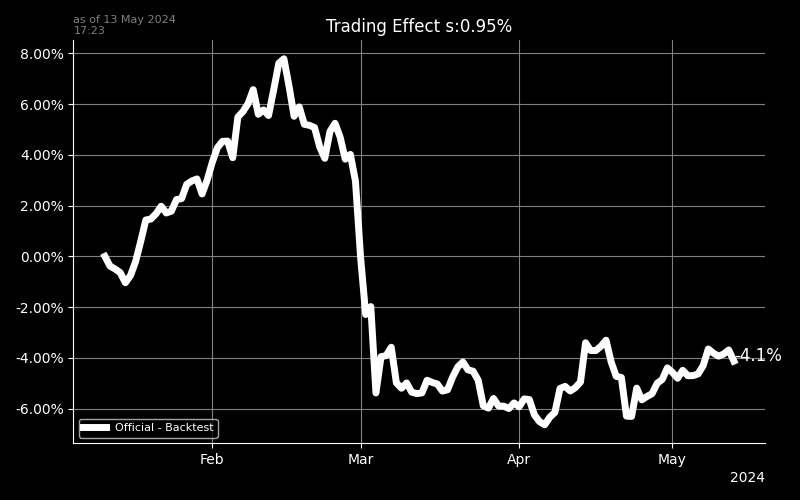 as of 13 May 2024
17:23
Trading Effect s:0.95%
8.00%
6.00%
4.00%
2.00%
0.00%
-2.00%
-4.00%
-6.00%
-4.1%
Official - Backtest
Feb
Mar
Apr
May
2024